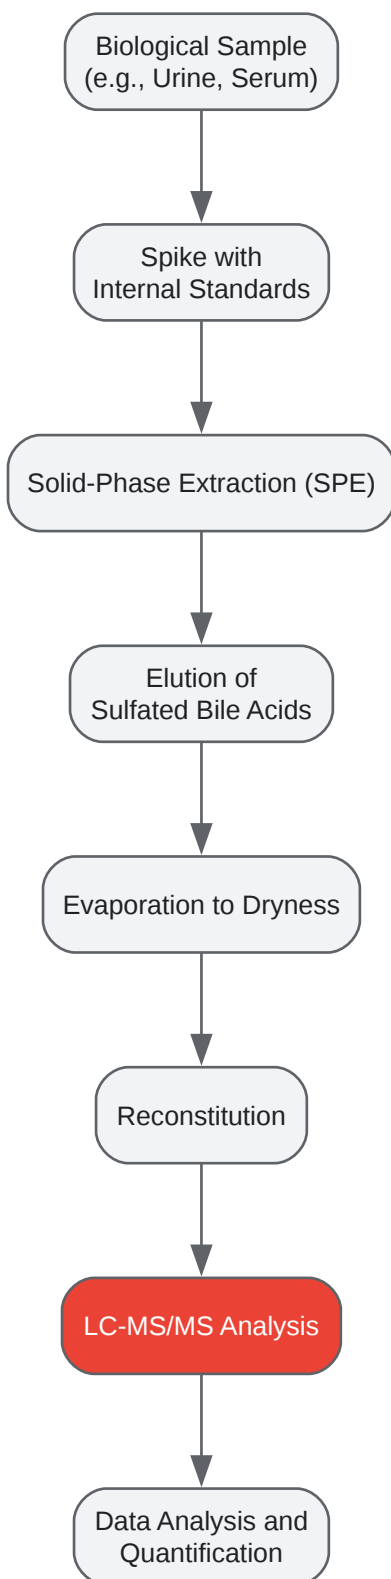 Biological Sample
(e.g., Urine, Serum)
Spike with
Internal Standards
Solid-Phase Extraction (SPE)
Elution of
Sulfated Bile Acids
Evaporation to Dryness
Reconstitution
LC-MS/MS Analysis
Data Analysis and
Quantification